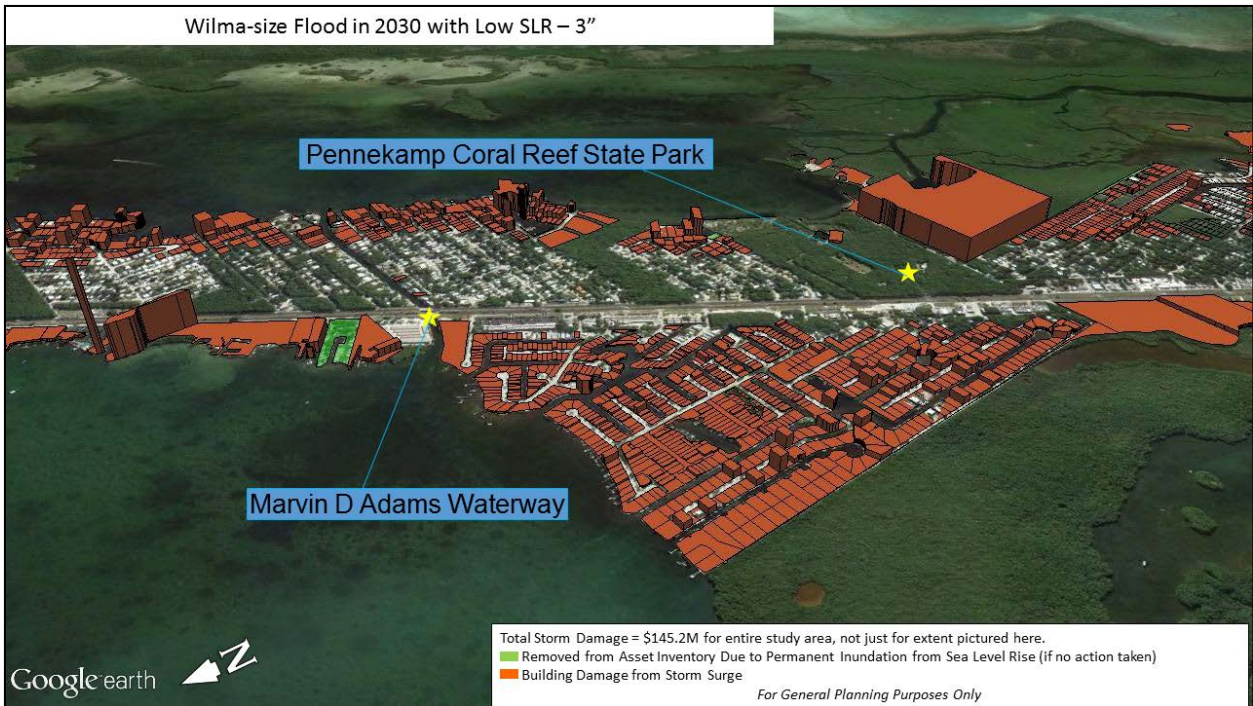 Wilma-size Flood in 2030 with Low SLR – 3”
Pennekamp Coral Reef State Park
Marvin D Adams Waterway
Total Storm Damage = $145.2M for entire study area, not just for extent pictured here.
Removed from Asset Inventory Due to Permanent Inundation from Sea Level Rise (if no action taken)
Building Damage from Storm Surge
For General Planning Purposes Only
Google earth
N